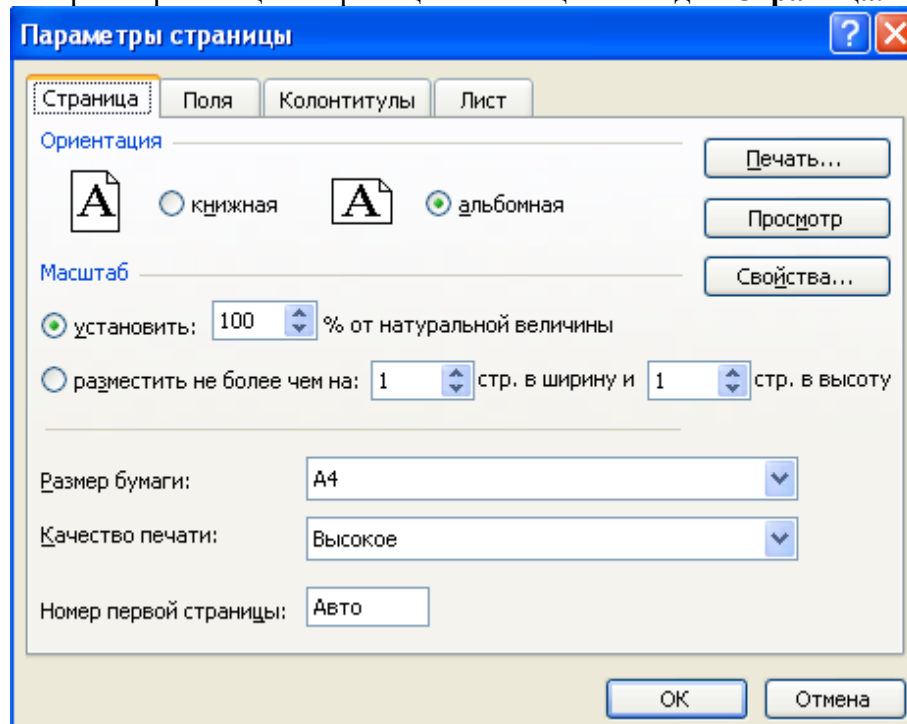 Параметры страницы
Страница Поля Колонтитулы Лист
Ориентация
Печать...
A книжная A альбомная
Просмотр
Масштаб
Свойства...
установить: 100 % от натуральной величины
разместить не более чем на: 1 стр. в ширину и 1 стр. в высоту
Размер бумаги: A4
Качество печати: Высокое
Номер первой страницы: Авто
ОК Отмена